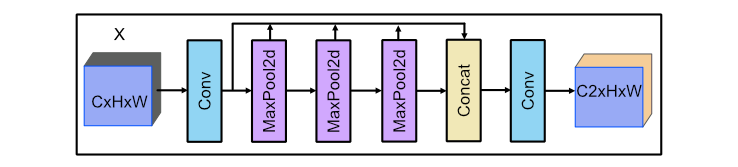 X
CxHxW
Conv
MaxPool2d
MaxPool2d
MaxPool2d
Concat
Conv
C2xHxW